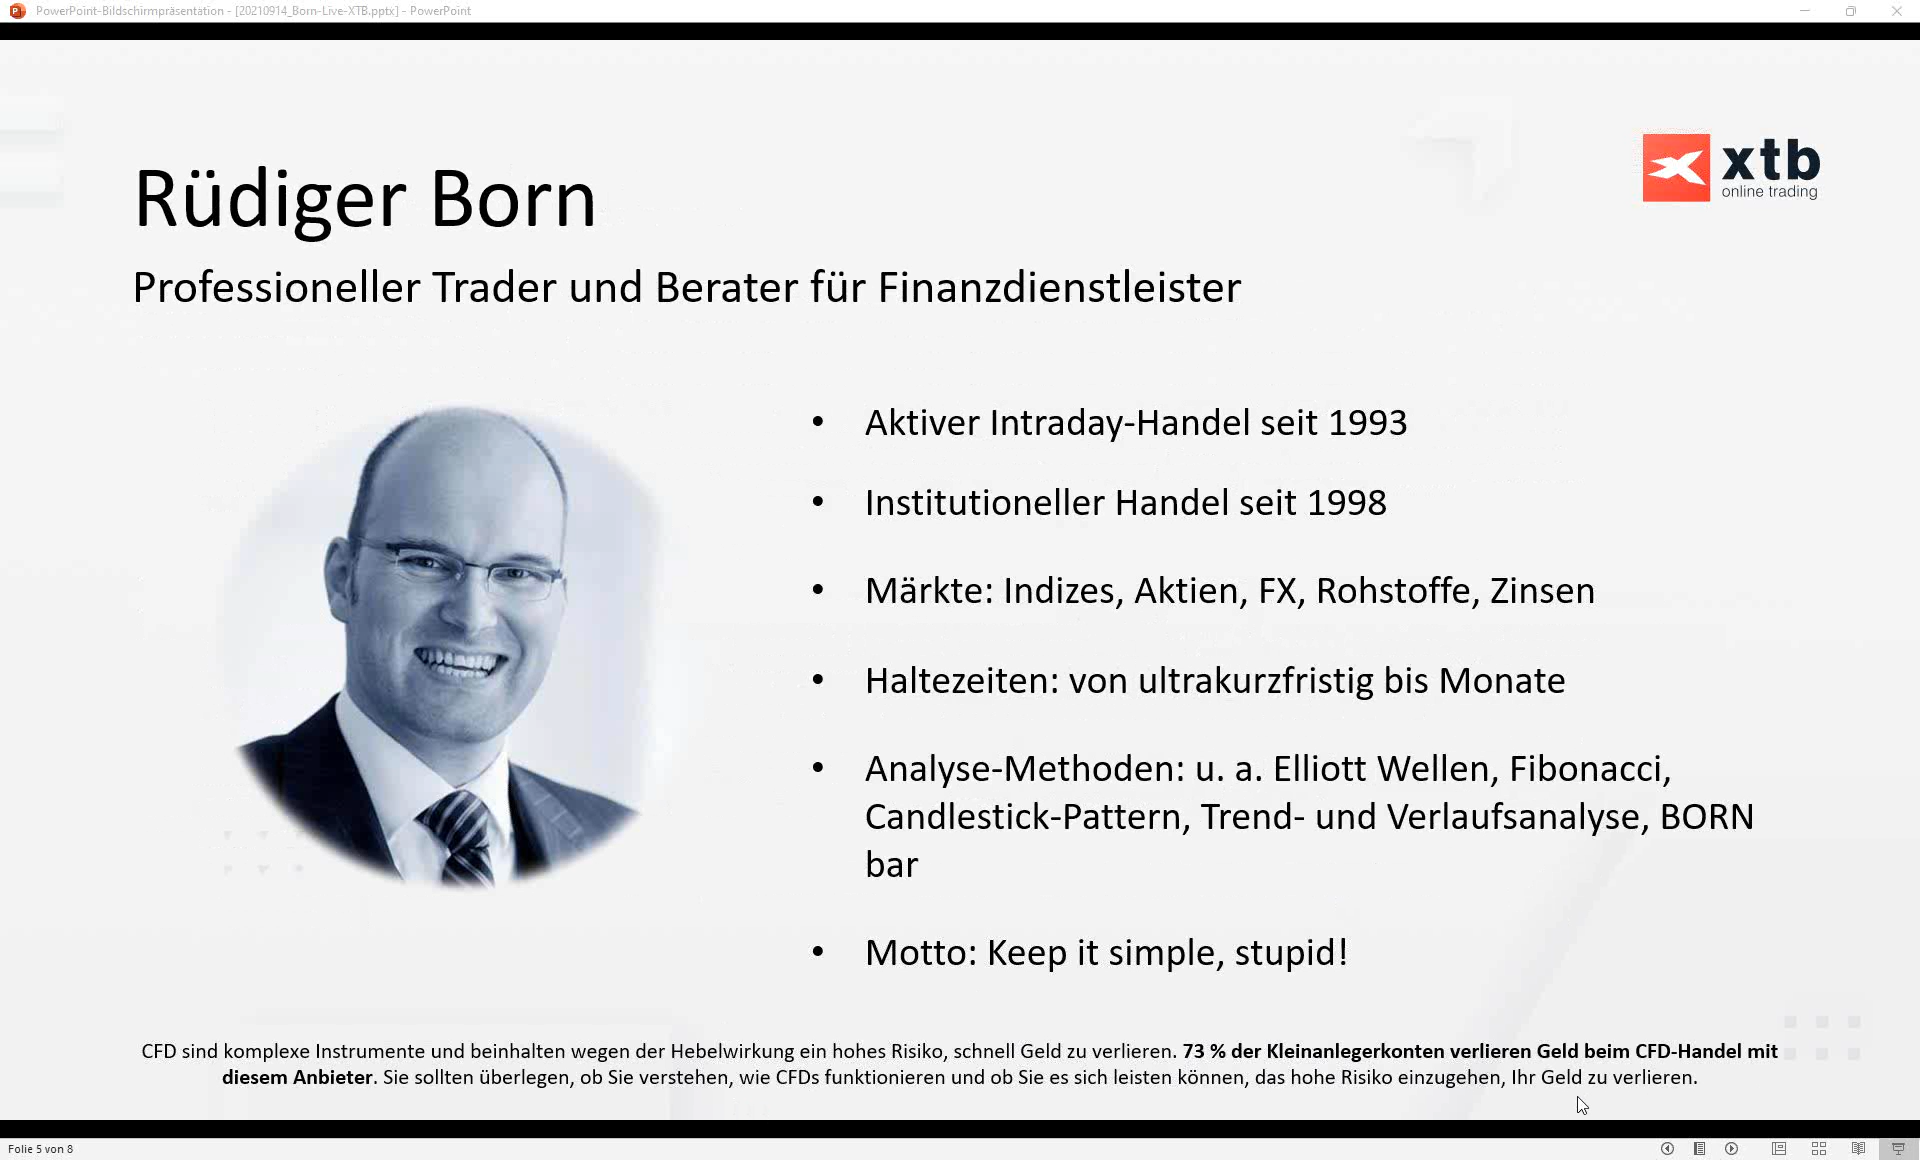 PowerPoint-Bildschirmpräsentation - [20210914_Born-Live-XTB.pptx] - PowerPoint
xtb
online trading
Rüdiger Born
Professioneller Trader und Berater für Finanzdienstleister
• Aktiver Intraday-Handel seit 1993
• Institutioneller Handel seit 1998
• Märkte: Indizes, Aktien, FX, Rohstoffe, Zinsen
• Haltezeiten: von ultrakurzfristig bis Monate
• Analyse-Methoden: u. a. Elliott Wellen, Fibonacci,
Candlestick-Pattern, Trend- und Verlaufsanalyse, BORN
bar
• Motto: Keep it simple, stupid!
CFD sind komplexe Instrumente und beinhalten wegen der Hebelwirkung ein hohes Risiko, schnell Geld zu verlieren. 73 % der Kleinanlegerkonten verlieren Geld beim CFD-Handel mit
diesem Anbieter. Sie sollten überlegen, ob Sie verstehen, wie CFDs funktionieren und ob Sie es sich leisten können, das hohe Risiko einzugehen, Ihr Geld zu verlieren.
Folie 5 von 8